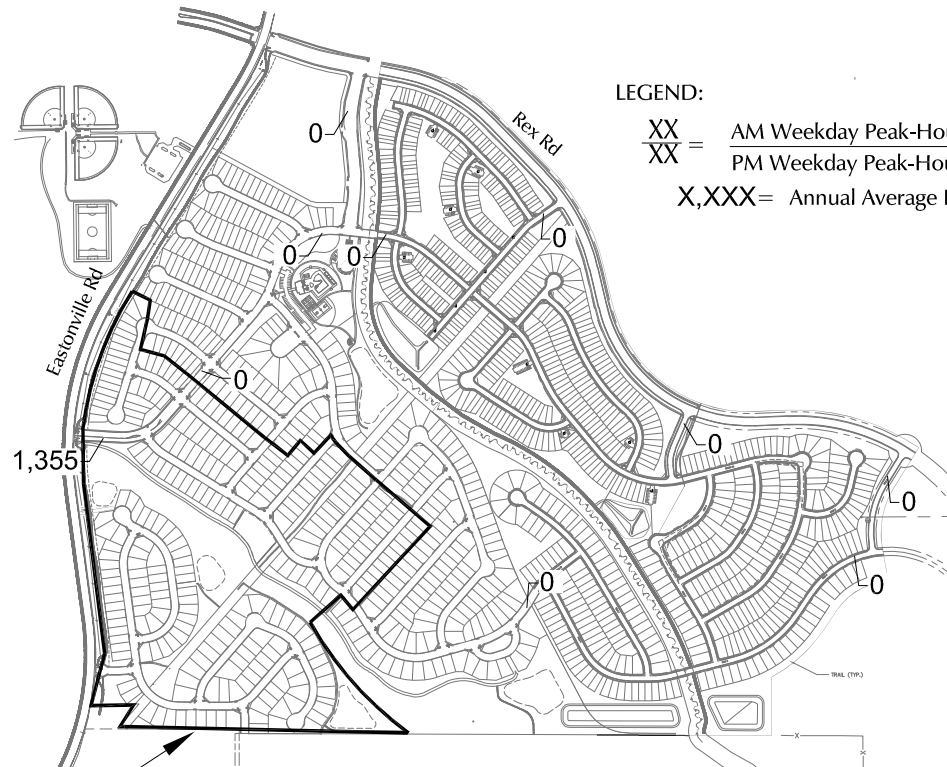 LEGEND:
XX
XX
=
AM Weekday Peak-Ho
PM Weekday Peak-Ho
X,XXX= Annual Average
Rex Rd
Eastonville Rd
0
0
0
0
0
1,355
0
0
0
0
TRAIL (TYP.)